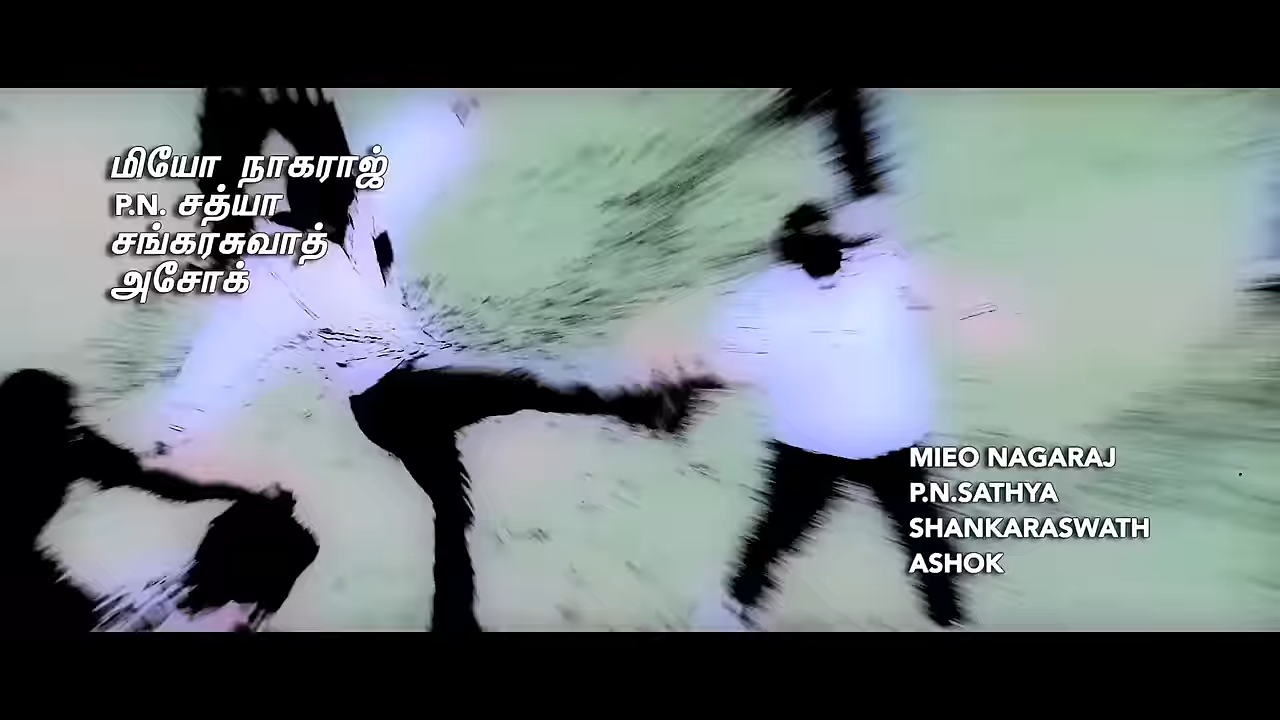 மியோ நாகராஜ்
P.N. சத்யா
சங்கரசுவாத்
அசோக்
MIEO NAGARAJ
P.N.SATHYA
SHANKARASWATH
ASHOK